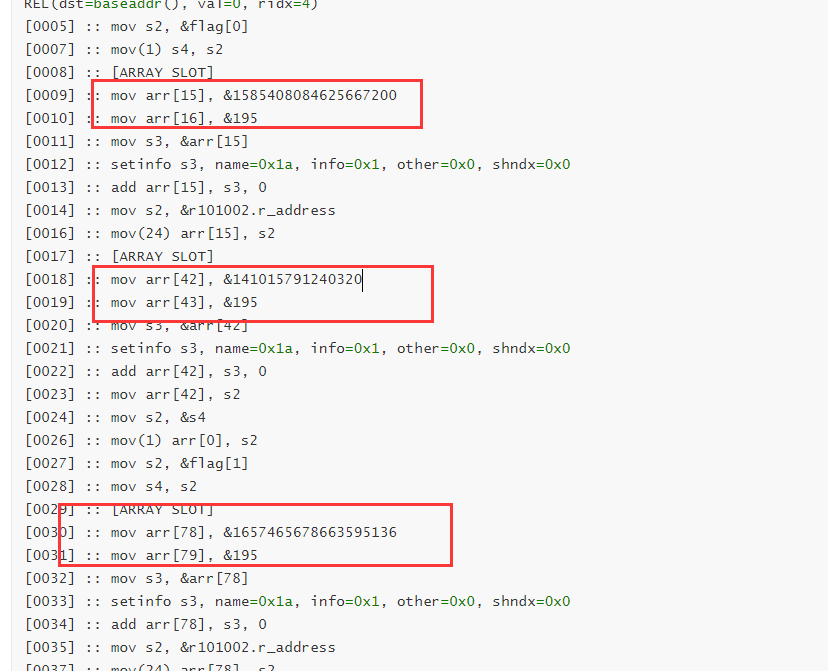 REL(dst=baseaddr(), val=0, ridx=4)
[0005] :: mov s2, &flag[0]
[0007] :: mov(1) s4, s2
[0008] :: [ARRAY SLOT]
[0009] :: mov arr[15], &1585408084625667200
[0010] :: mov arr[16], &195
[0011] :: mov s3, &arr[15]
[0012] :: setinfo s3, name=0x1a, info=0x1, other=0x0, shndx=0x0
[0013] :: add arr[15], s3, 0
[0014] :: mov s2, &r101002.r_address
[0016] :: mov(24) arr[15], s2
[0017] :: [ARRAY SLOT]
[0018] :: mov arr[42], &141015791240320
[0019] :: mov arr[43], &195
[0020] :: mov s3, &arr[42]
[0021] :: setinfo s3, name=0x1a, info=0x1, other=0x0, shndx=0x0
[0022] :: add arr[42], s3, 0
[0023] :: mov arr[42], s2
[0024] :: mov s2, &s4
[0026] :: mov(1) arr[0], s2
[0027] :: mov s2, &flag[1]
[0028] :: mov s4, s2
[0029] :: [ARRAY SLOT]
[0030] :: mov arr[78], &1657465678663595136
[0031] :: mov arr[79], &195
[0032] :: mov s3, &arr[78]
[0033] :: setinfo s3, name=0x1a, info=0x1, other=0x0, shndx=0x0
[0034] :: add arr[78], s3, 0
[0035] :: mov s2, &r101002.r_address
[0037] :: mov(24) arr[78], s2